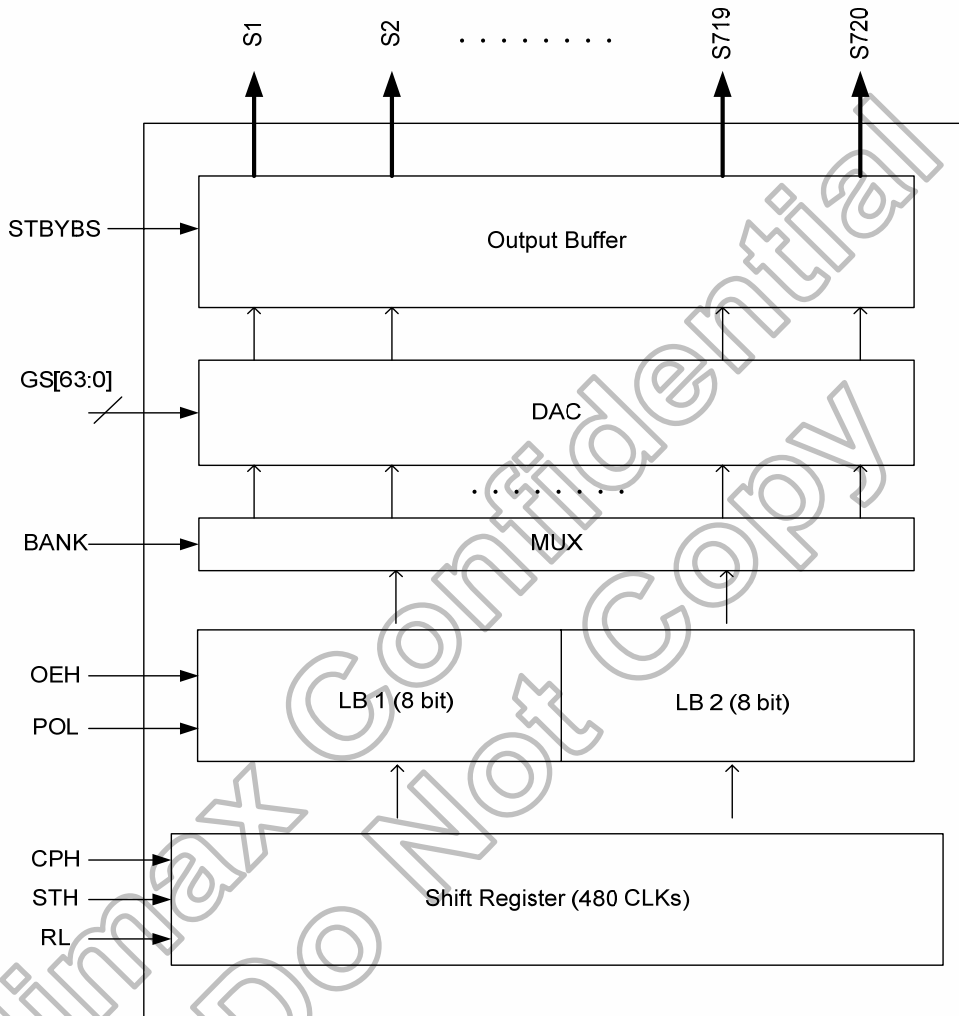 S1
S2
. . . . . . . .
S719
S720
STBYBS
Output Buffer
GS[63:0]
DAC
. . . . . . . .
BANK
MUX
OEH
POL
LB 1 (8 bit)
LB 2 (8 bit)
CPH
STH
RL
Shift Register (480 CLKs)
imax Confidential
Do Not Copy